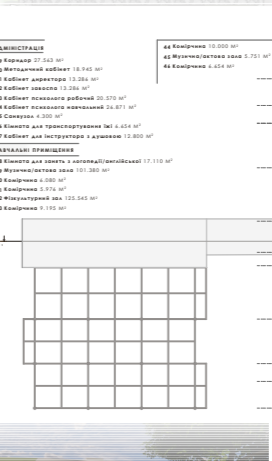 ДМІНІСТРАЦІЯ
Коридор 37.563 м²
Методичний кабінет 18.945 м²
Кабінет директора 13.286 м²
Кабінет завгоспа 13.286 м²
Кабінет психолога робочий 20.570 м²
Кабінет психолога навчальний 26.871 м²
Санвузол 4.300 м²
Кімната для транспортування їжі 6.454 м²
Кабінет для інструктора з душовою 12.800 м²
АВЧАЛЬНІ ПРИМІЩЕННЯ
Кімната для занять з логопедії/англійської 17.110 м²
Музична/актова зала 101.380 м²
Комірчина 6.080 м²
Комірчина 5.976 м²
Фізкультурний зал 125.545 м²
Комірчина 9.195 м²
44 Комірчина 10.000 м²
45 Музична/актова зала 5.751 м²
46 Комірчина 6.454 м²